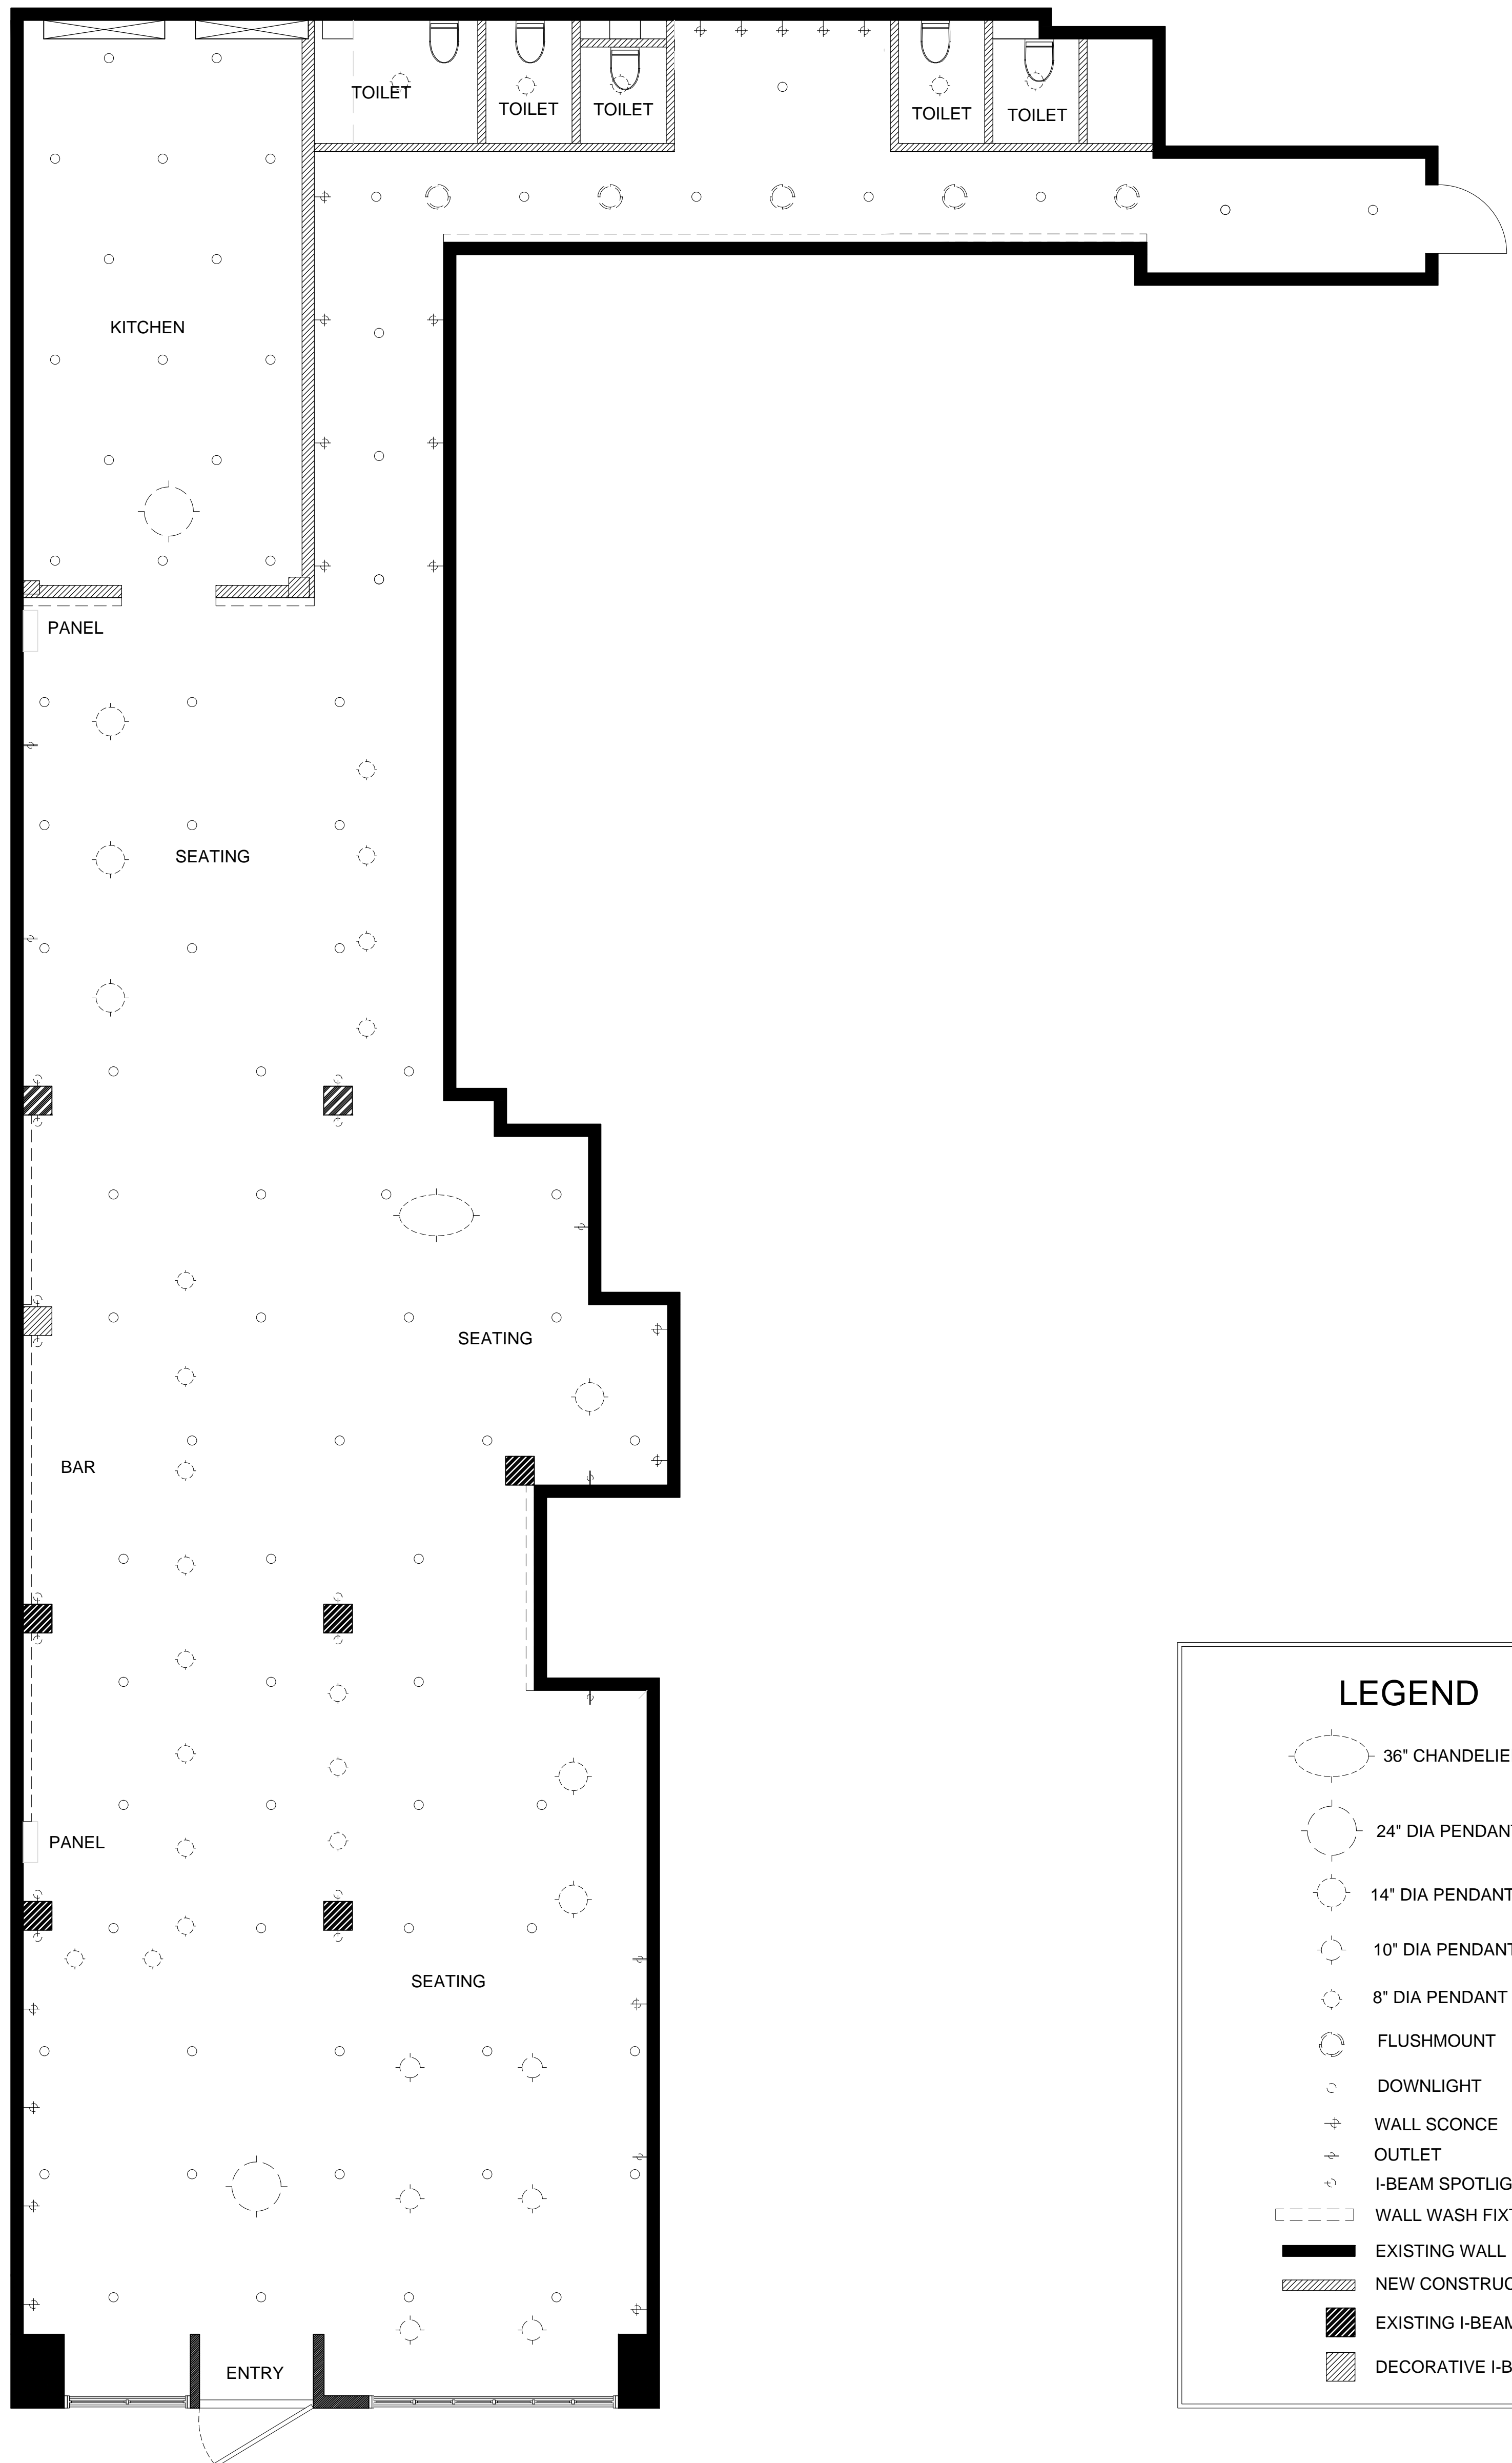 TOILET
TOILET
TOILET
TOILET
TOILET
KITCHEN
PANEL
SEATING
SEATING
BAR
PANEL
SEATING
ENTRY
LEGEND
36" CHANDELIE
24" DIA PENDANT
14" DIA PENDANT
10" DIA PENDANT
8" DIA PENDANT
FLUSHMOUNT
DOWNLIGHT
WALL SCONCE
OUTLET
I-BEAM SPOTLIG
WALL WASH FIXT
EXISTING WALL
NEW CONSTRUC
EXISTING I-BEAM
DECORATIVE I-B